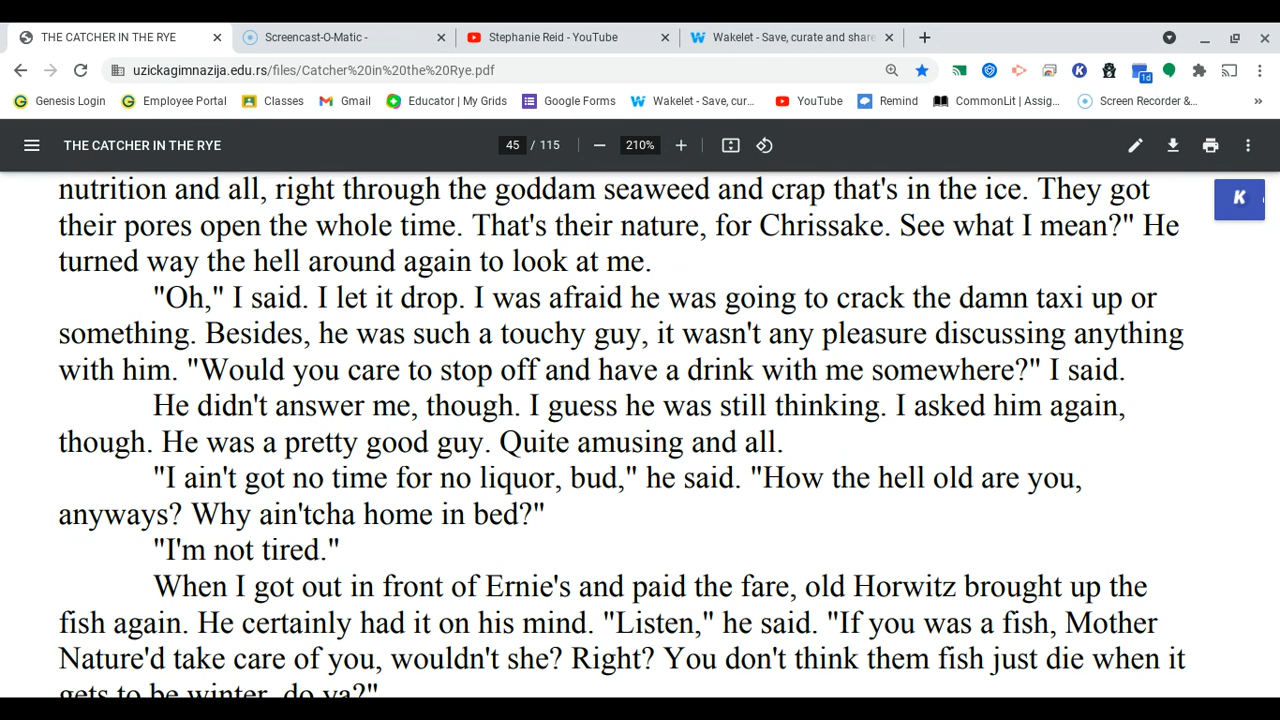 THE CATCHER IN THE RYE
Screencast-O-Matic -
Stephanie Reid - YouTube
Wakelet - Save, curate and share
uzickagimnazija.edu.rs/files/Catcher%20in%20the%20Rye.pdf
1d
Genesis Login
Employee Portal
Classes
Gmail
Educator | My Grids
Google Forms
Wakelet - Save, cur...
YouTube
Remind
CommonLit | Assig...
Screen Recorder &...
THE CATCHER IN THE RYE
45 / 115
210%
nutrition and all, right through the goddam seaweed and crap that's in the ice. They got
their pores open the whole time. That's their nature, for Chrissake. See what I mean?" He
turned way the hell around again to look at me.
"Oh," I said. I let it drop. I was afraid he was going to crack the damn taxi up or
something. Besides, he was such a touchy guy, it wasn't any pleasure discussing anything
with him. "Would you care to stop off and have a drink with me somewhere?" I said.
He didn't answer me, though. I guess he was still thinking. I asked him again,
though. He was a pretty good guy. Quite amusing and all.
"I ain't got no time for no liquor, bud," he said. "How the hell old are you,
anyways? Why ain'tcha home in bed?"
"I'm not tired."
When I got out in front of Ernie's and paid the fare, old Horwitz brought up the
fish again. He certainly had it on his mind. "Listen," he said. "If you was a fish, Mother
Nature'd take care of you, wouldn't she? Right? You don't think them fish just die when it
gets to be winter, do ya?"
K